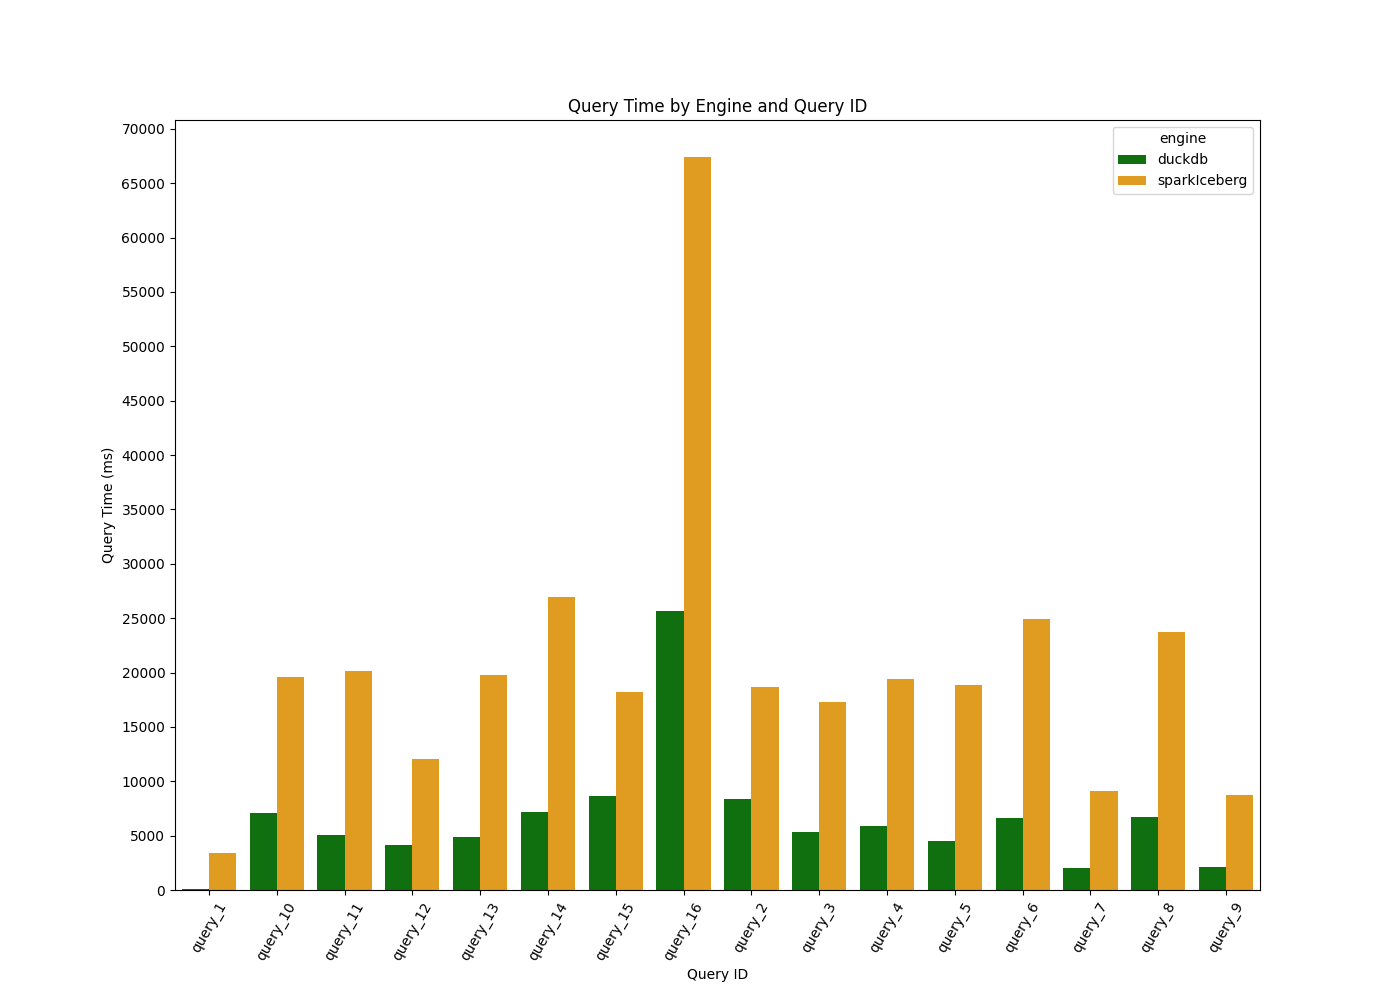 Query Time by Engine and Query ID
engine
duckdb
sparkIceberg
Query Time (ms)
70000
65000
60000
55000
50000
45000
40000
35000
30000
25000
20000
15000
10000
5000
0
query_1
query_10
query_11
query_12
query_13
query_14
query_15
query_16
query_2
query_3
query_4
query_5
query_6
query_7
query_8
query_9
Query ID